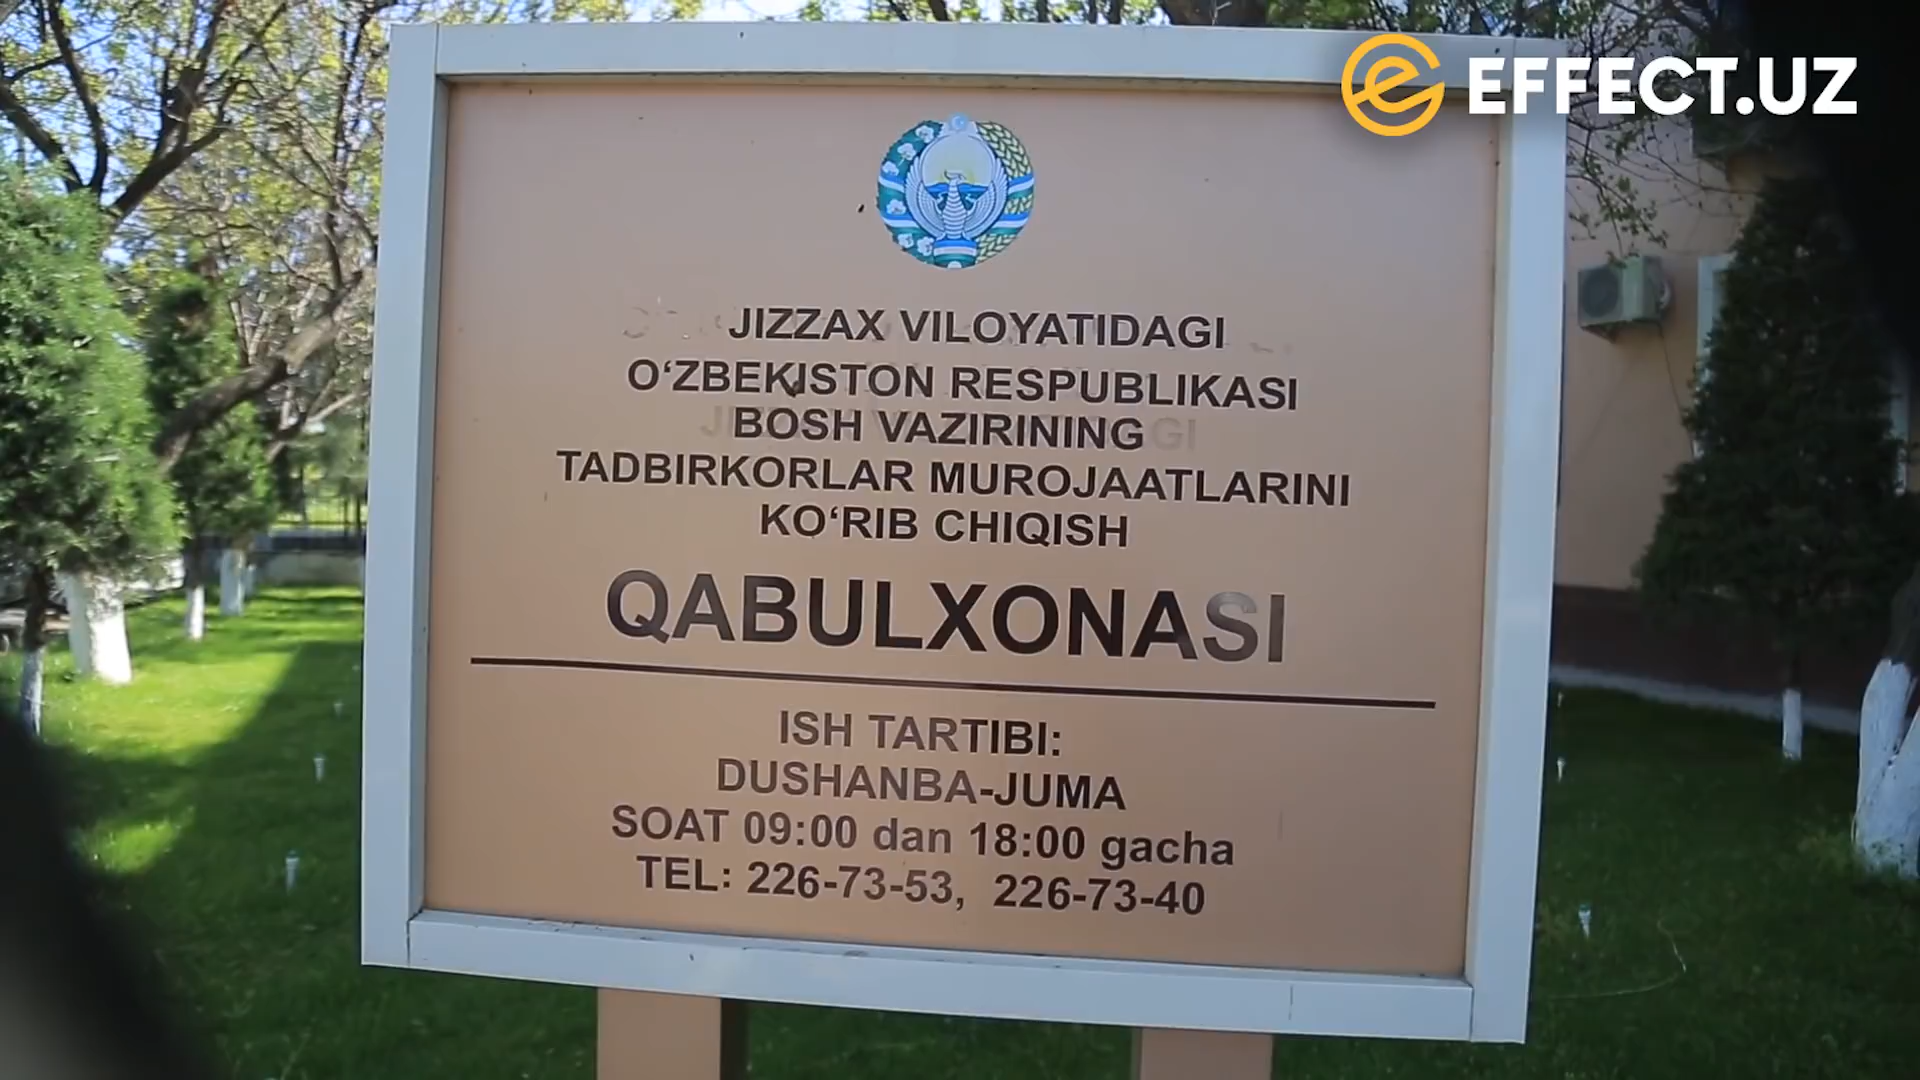 EFFECT.UZ
JIZZAX VILOYATIDAGI
O‘ZBEKISTON RESPUBLIKASI
BOSH VAZIRINING
TADBIRKORLAR MUROJAATLARINI
KO‘RIB CHIQISH
QABULXONASI
ISH TARTIBI:
DUSHANBA-JUMA
SOAT 09:00 dan 18:00 gacha
TEL: 226-73-53, 226-73-40